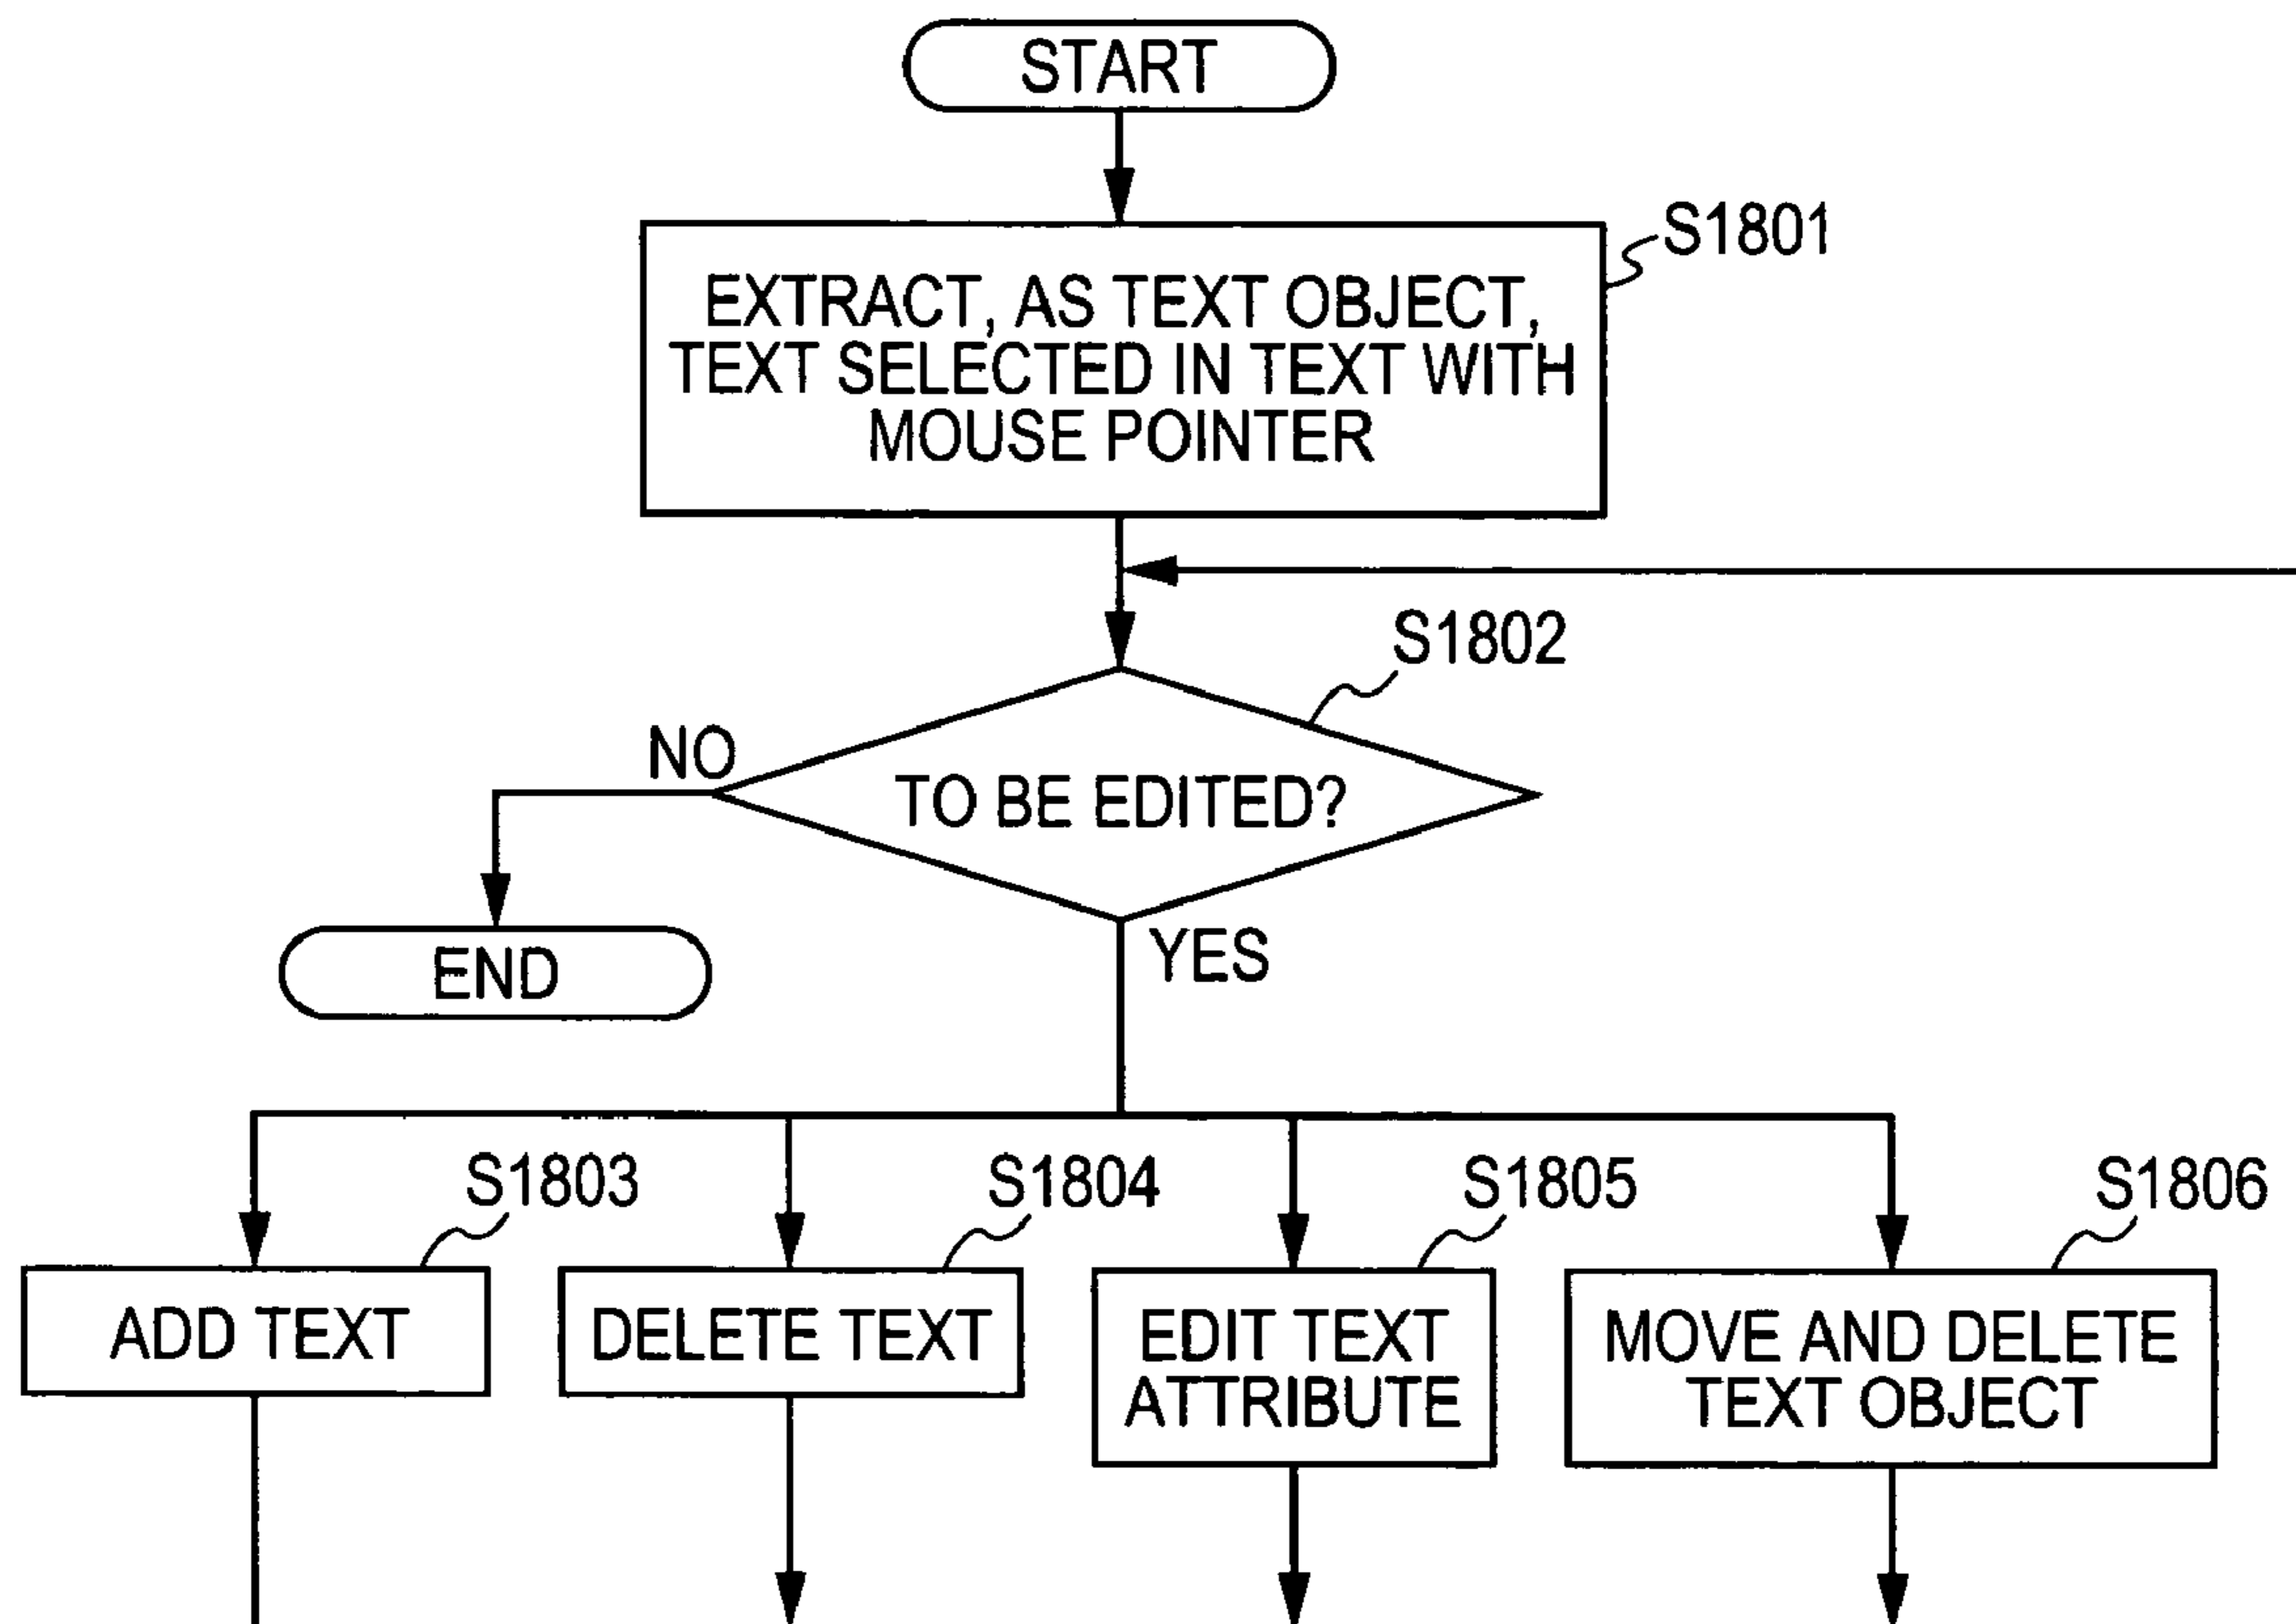 START
S1801
EXTRACT, AS TEXT OBJECT,
TEXT SELECTED IN TEXT WITH
MOUSE POINTER
S1802
NO
TO BE EDITED?
END
YES
S1803
S1804
S1805
S1806
ADD TEXT
DELETE TEXT
EDIT TEXT
ATTRIBUTE
MOVE AND DELETE
TEXT OBJECT